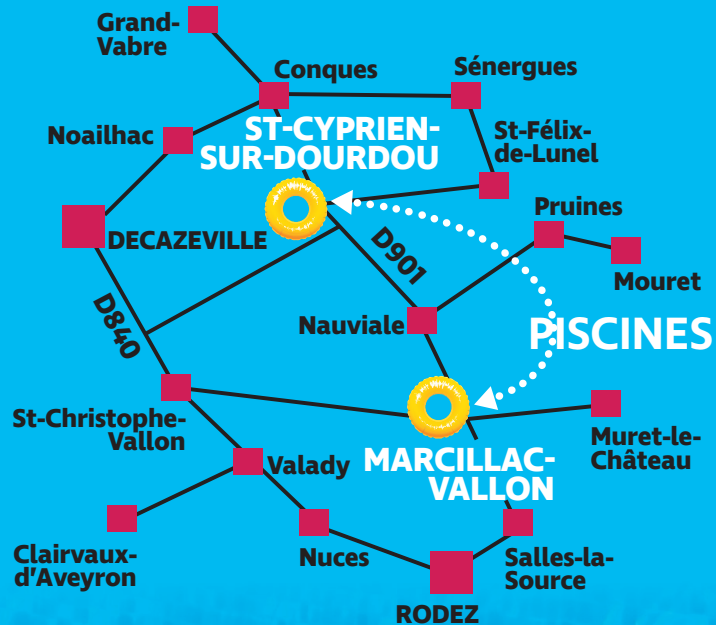 Grand-
Vabre
Conques
Sénergues
Noailhac
ST-CYPRIEN-
SUR-DOURDOU
St-Félix-
de-Lunel
Pruines
DECAZEVILLE
D901
Mouret
D840
Nauviale
PISCINES
St-Christophe-
Vallon
Muret-le-
Château
Valady
MARCILLAC-
VALLON
Clairvaux-
d'Aveyron
Nuces
Salles-la-
Source
RODEZ